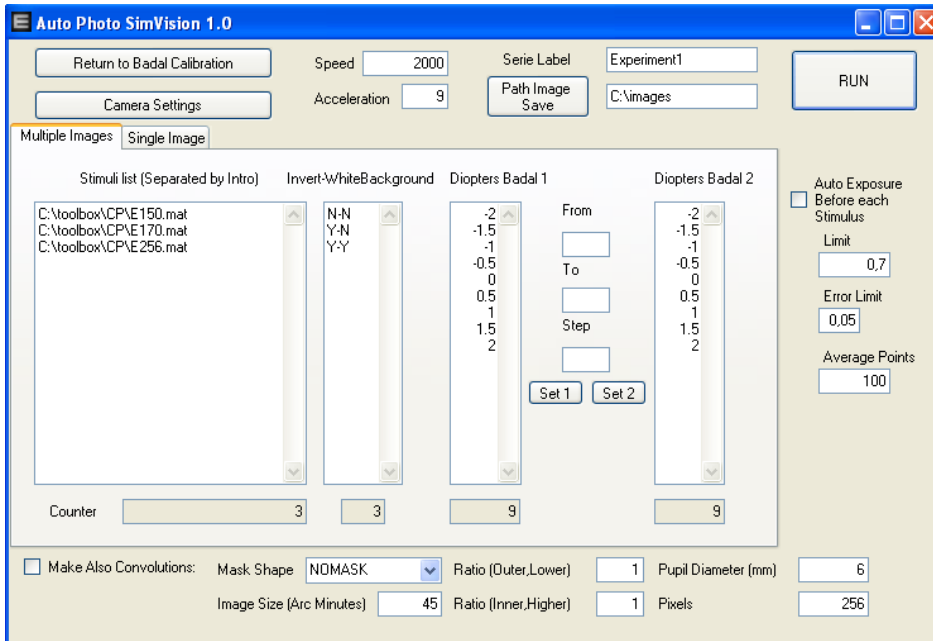 Auto Photo SimVision 1.0
Return to Badal Calibration
Speed 2000
Serie Label Experiment1
RUN
Camera Settings
Acceleration 9
Path Image
Save
C:\images
Multiple Images Single Image
Stimuli list (Separated by Intro) Invert-WhiteBackground Diopters Badal 1 Diopters Badal 2
C:\toolbox\CP\E150.mat
C:\toolbox\CP\E170.mat
C:\toolbox\CP\E256.mat
N-N
Y-N
Y-Y
-2
-1.5
-1
-0.5
0
0.5
1
1.5
2
From
To
Step
Set 1 Set 2
-2
-1.5
-1
-0.5
0
0.5
1
1.5
2
Counter 3 3 9 9
Auto Exposure
Before each
Stimulus
Limit
0,7
Error Limit
0,05
Average Points
100
Make Also Convolutions: Mask Shape NOMASK Ratio (Outer,Lower) 1 Pupil Diameter (mm) 6
Image Size (Arc Minutes) 45 Ratio (Inner,Higher) 1 Pixels 256